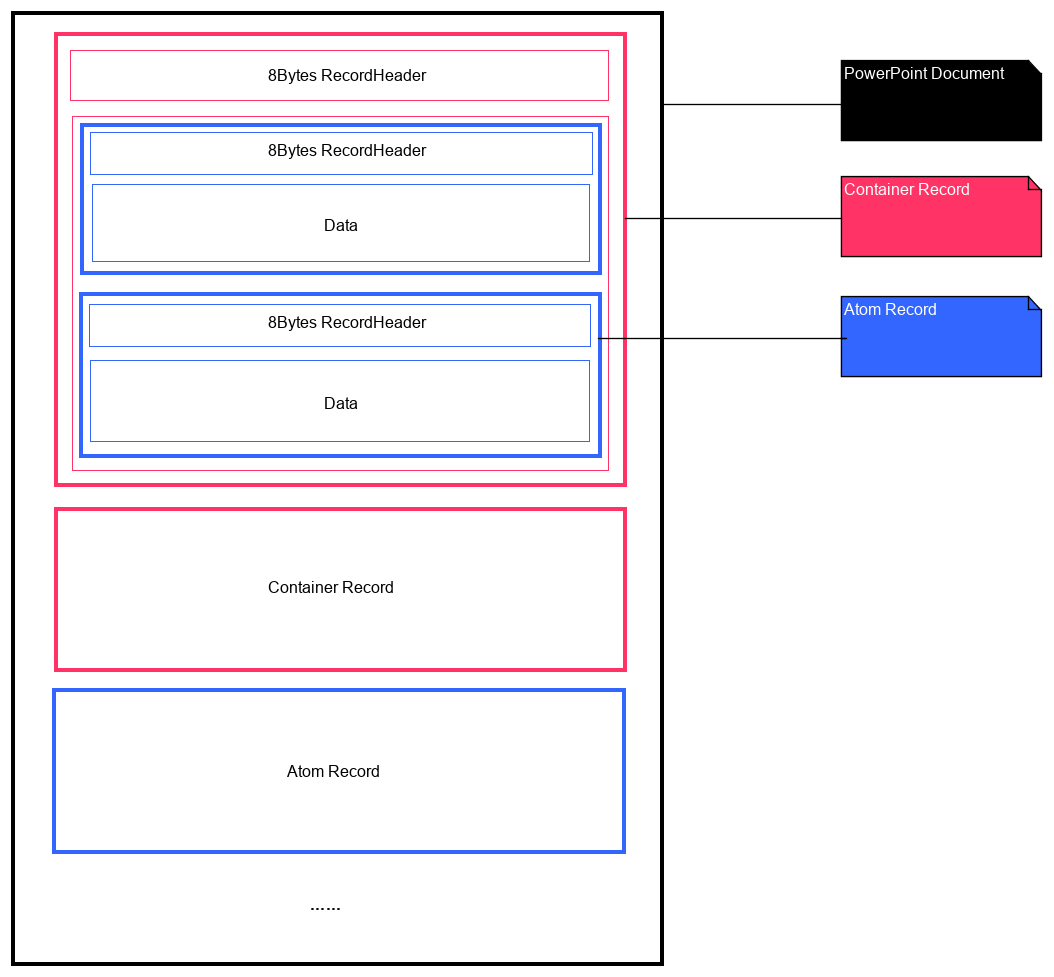 8Bytes RecordHeader
8Bytes RecordHeader
Data
8Bytes RecordHeader
Data
Container Record
Atom Record
......
PowerPoint Document
Container Record
Atom Record